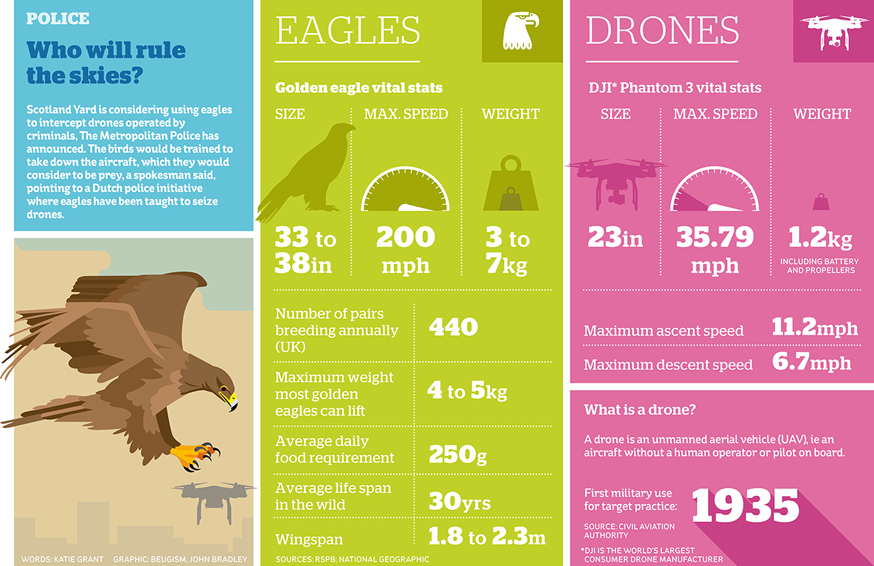 POLICE
Who will rule
the skies?
Scotland Yard is considering using eagles
to intercept drones operated by
criminals, The Metropolitan Police has
announced. The birds would be trained to
take down the aircraft, which they would
consider to be prey, a spokesman said,
pointing to a Dutch police initiative
where eagles have been taught to seize
drones.
WORDS: KATIE GRANT GRAPHIC: BEUGISM. JOHN BRADLEY
EAGLES
Golden eagle vital stats
SIZE
33 to
38in
MAX. SPEED
200
mph
WEIGHT
3 to
7kg
Number of pairs
breeding annually
(UK)
440
Maximum weight
most golden
eagles can lift
4 to 5kg
Average daily
food requirement
250g
Average life span
in the wild
30yrs
Wingspan
1.8 to 2.3m
SOURCES: RSPB; NATIONAL GEOGRAPHIC
DRONES
DJI* Phantom 3 vital stats
SIZE
23in
MAX. SPEED
35.79
mph
WEIGHT
1.2kg
INCLUDING BATTERY
AND PROPELLERS
Maximum ascent speed 11.2mph
Maximum descent speed 6.7mph
What is a drone?
A drone is an unmanned aerial vehicle (UAV), ie an
aircraft without a human operator or pilot on board.
First military use
for target practice:
1935
SOURCE: CIVIL AVIATION
AUTHORITY
*DJI IS THE WORLD'S LARGEST
CONSUMER DRONE MANUFACTURER